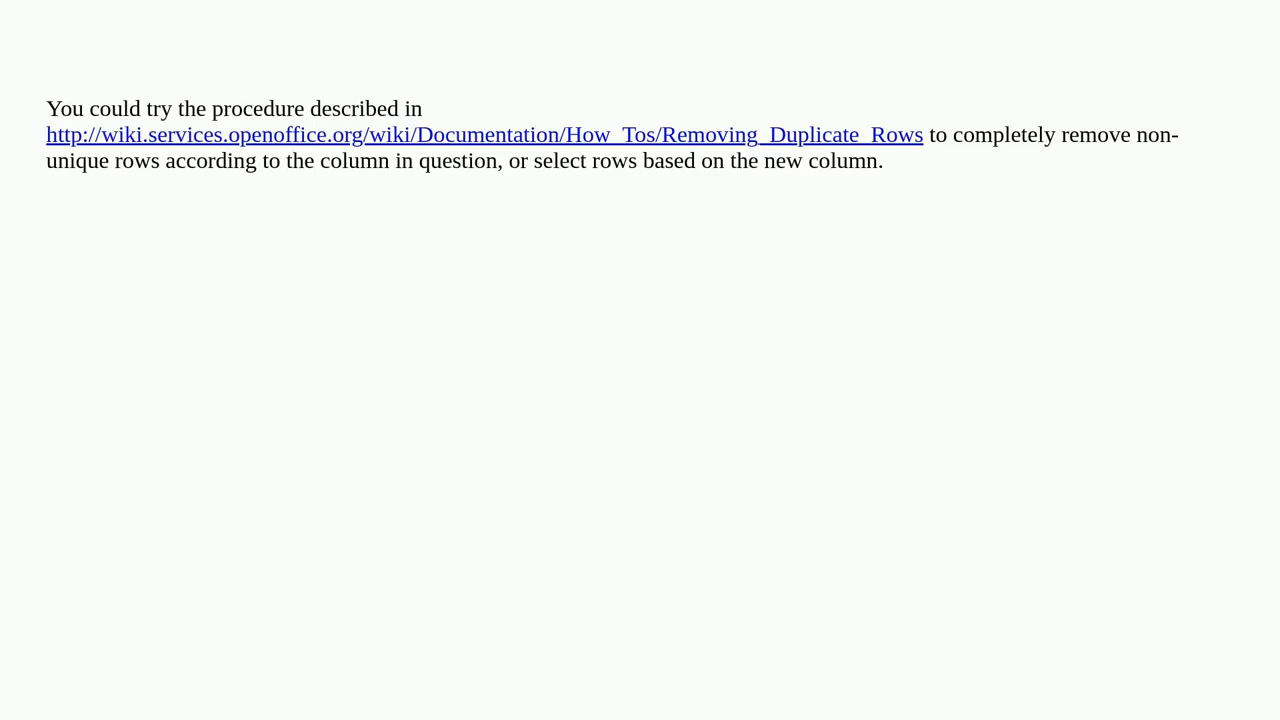 You could try the procedure described in
http://wiki.services.openoffice.org/wiki/Documentation/How_Tos/Removing_Duplicate_Rows to completely remove non-
unique rows according to the column in question, or select rows based on the new column.